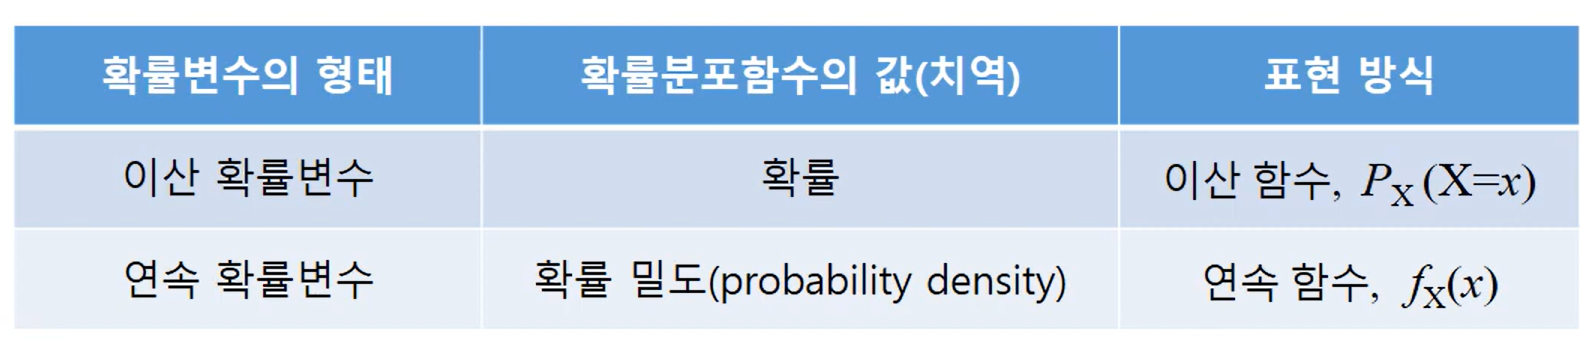 확률변수의 형태 확률분포함수의 값(치역) 표현 방식
이산 확률변수 확률 이산 함수, P_X (X=x)
연속 확률변수 확률 밀도(probability density) 연속 함수, f_X(x)